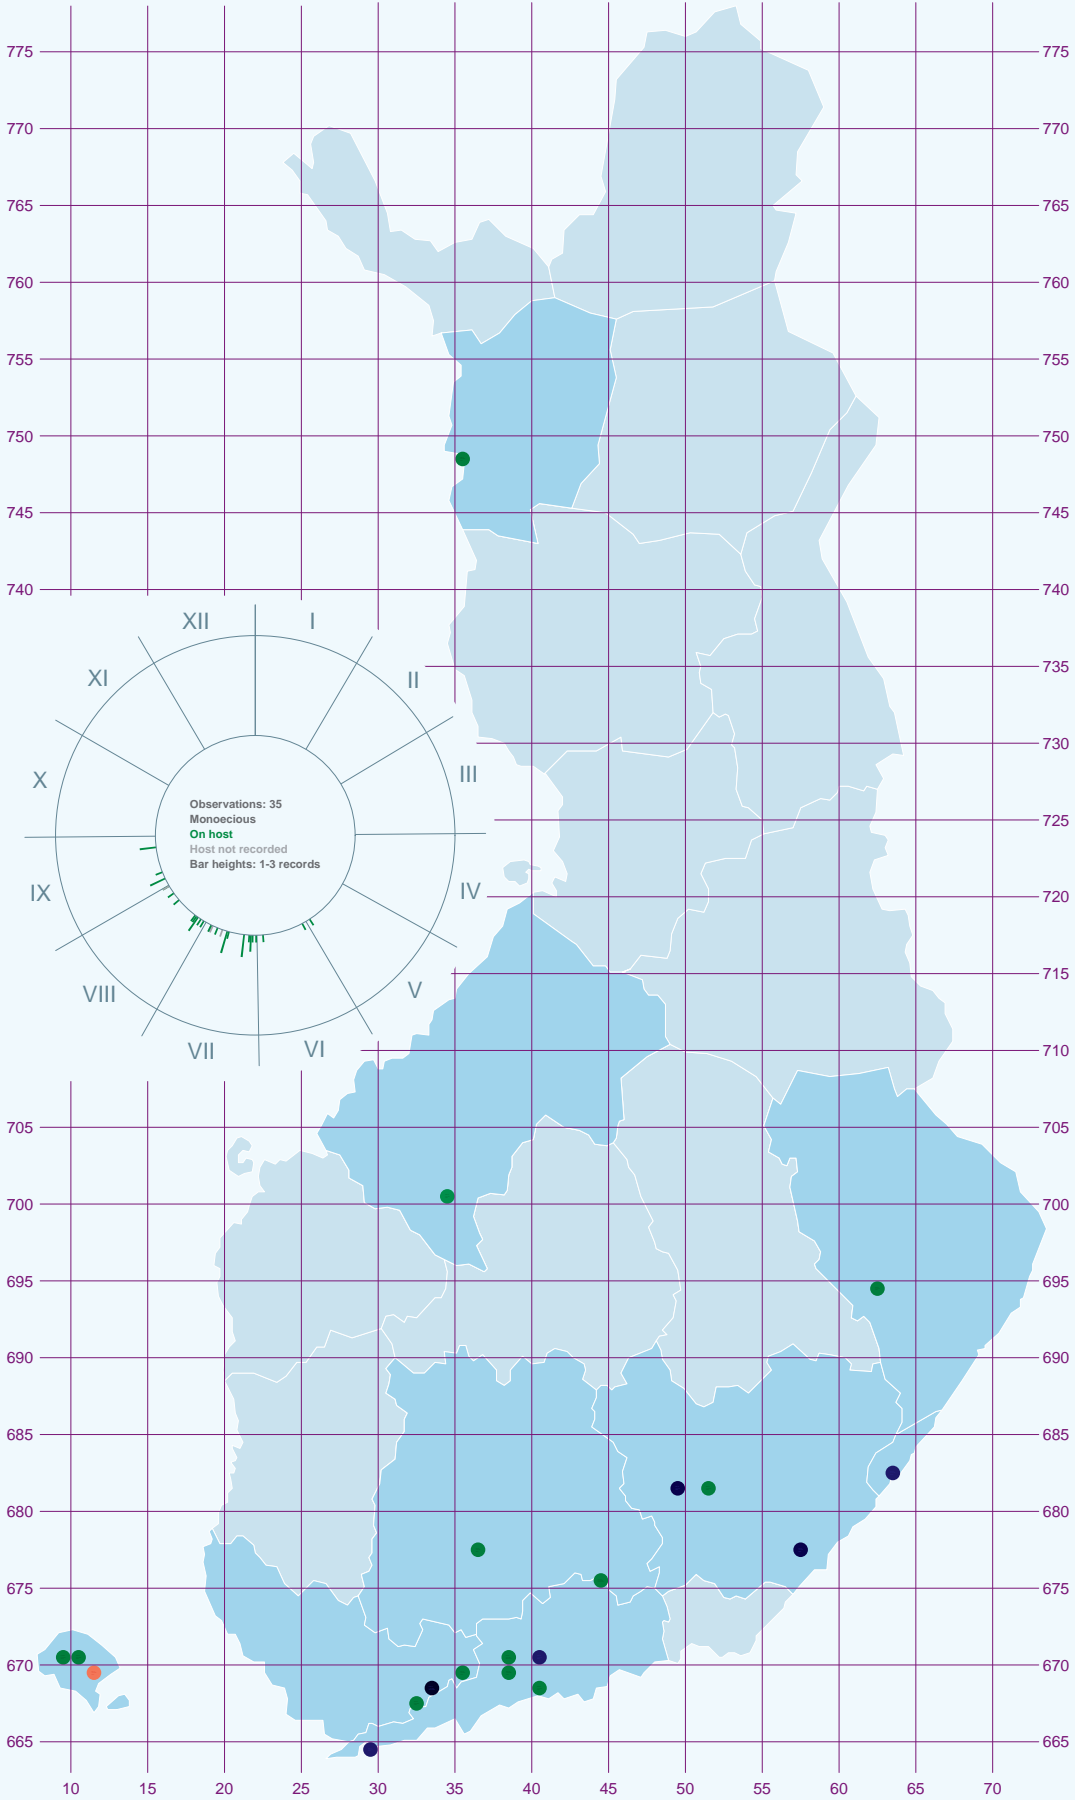 775 775
770 770
765 765
760 760
755 755
750 750
745 745
740 740
XII I
735
XI II
730
X III
Observations: 35
Monoecious
On host
Host not recorded
Bar heights: 1-3 records
725
IX IV
720
VIII V
715
VII VI
710
705 705
700 700
695 695
690 690
685 685
680 680
675 675
670 670
665 665
10 15 20 25 30 35 40 45 50 55 60 65 70